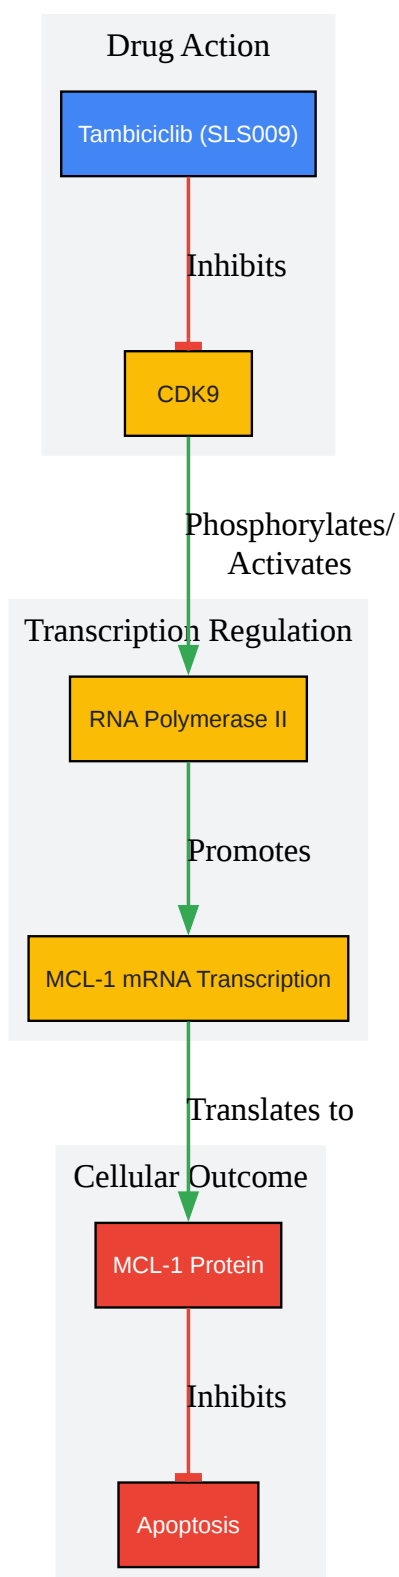 Drug Action
Tambiciclib (SLS009)
Inhibits
CDK9
Phosphorylates/
Activates
Transcription Regulation
RNA Polymerase II
Promotes
MCL-1 mRNA Transcription
Translates to
Cellular Outcome
MCL-1 Protein
Inhibits
Apoptosis